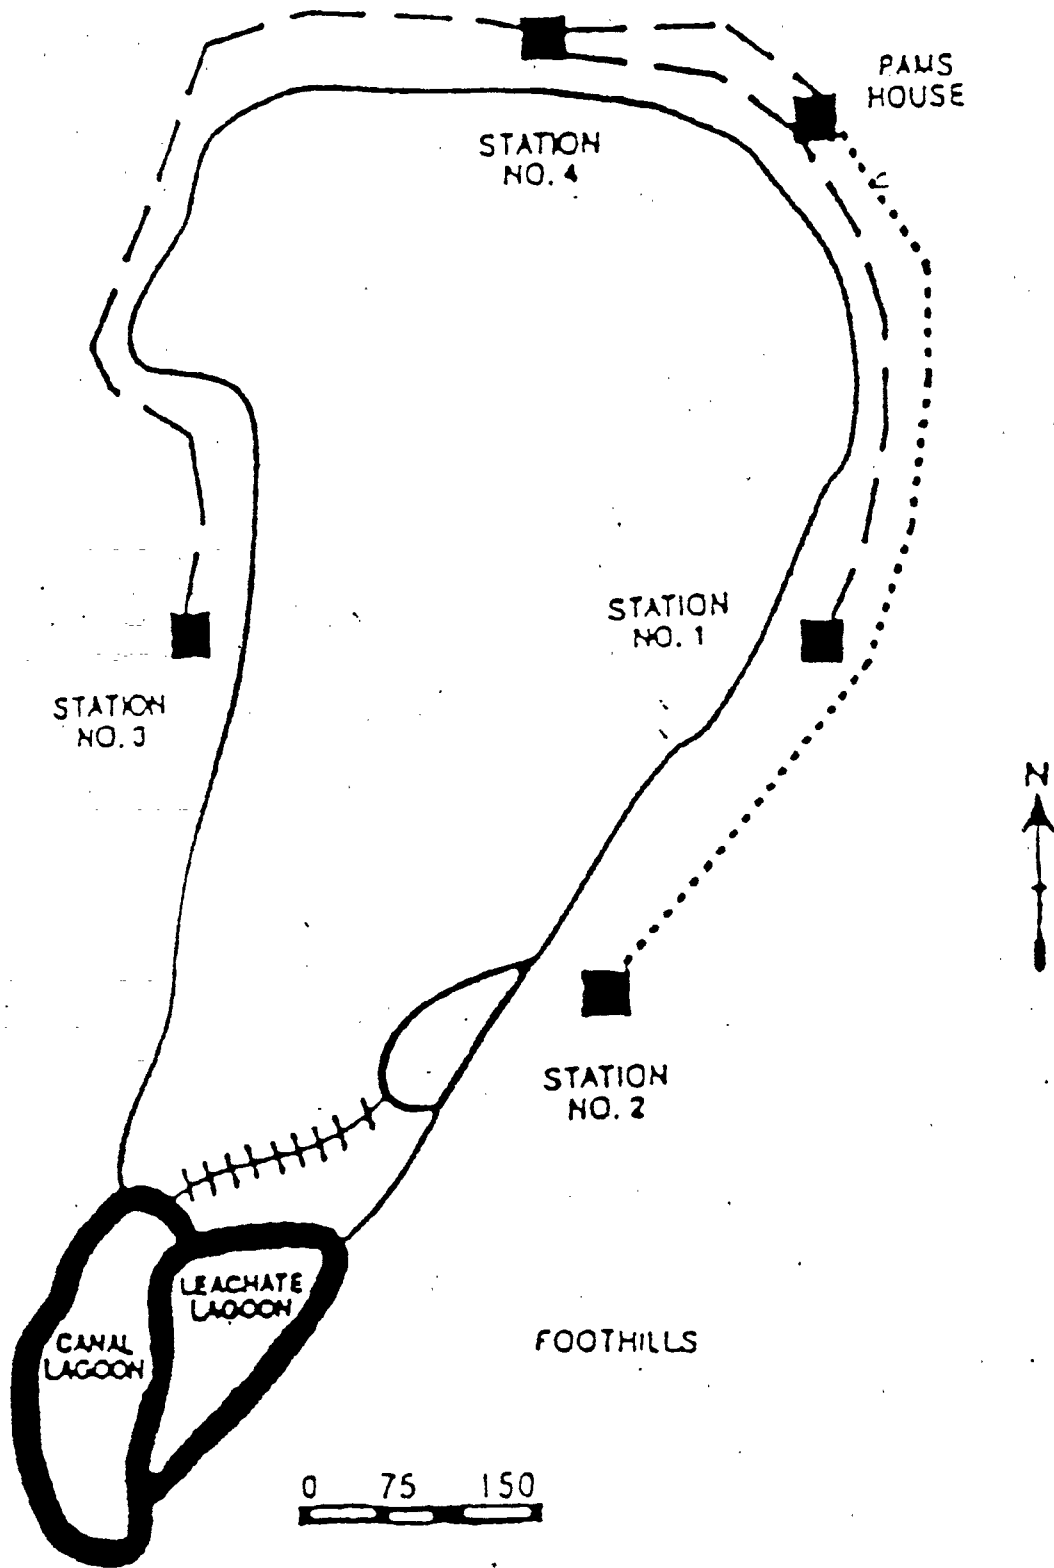 PAMS
HOUSE
STATION
NO. 4
STATION
NO. 1
STATION
NO. 3
N
STATION
NO. 2
LEACHATE
LAGOON
CANAL
LAGOON
FOOTHILLS
0 75 150